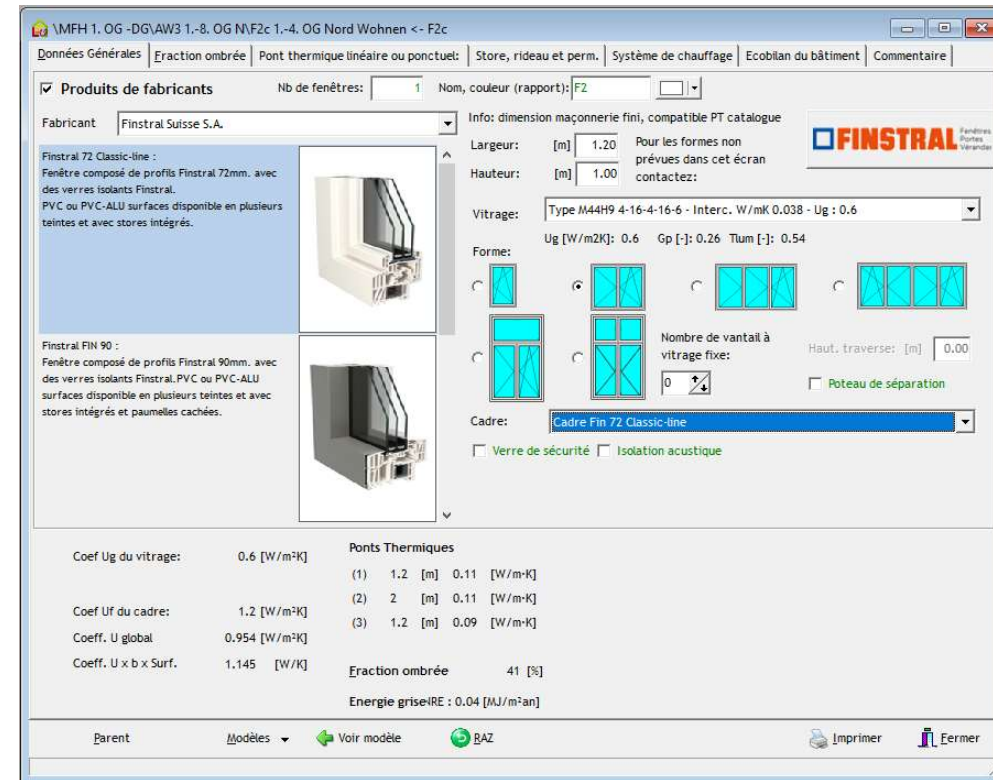 \MFH 1. OG -DG\AW3 1.-8. OG N\F2c 1.-4. OG Nord Wohnen <- F2c
Données Générales Fraction ombrée Pont thermique linéaire ou ponctuel: Store, rideau et perm. Système de chauffage Ecobilan du bâtiment Commentaire
Produits de fabricants Nb de fenêtres: 1 Nom, couleur (rapport): F2
Fabricant Finstral Suisse S.A.
Info: dimension maçonnerie fini, compatible PT catalogue
Largeur: [m] 1.20 Pour les formes non
prévues dans cet écran
Hauteur: [m] 1.00 contactez:
FINSTRAL Fenêtres
Portes
Vérandas
Finstral 72 Classic-line :
Fenêtre composé de profils Finstral 72mm. avec
des verres isolants Finstral.
PVC ou PVC-ALU surfaces disponible en plusieurs
teintes et avec stores intégrés.
Vitrage: Type M44H9 4-16-4-16-6 - Interc. W/mK 0.038 - Ug : 0.6
Ug [W/m2K]: 0.6 Gp [-]: 0.26 Tlum [-]: 0.54
Forme:
Finstral FIN 90 :
Fenêtre composé de profils Finstral 90mm. avec
des verres isolants Finstral.PVC ou PVC-ALU
surfaces disponible en plusieurs teintes et avec
stores intégrés et paumelles cachées.
Nombre de vantail à
vitrage fixe:
0
Haut. traverse: [m] 0.00
Poteau de séparation
Cadre: Cadre Fin 72 Classic-line
Verre de sécurité Isolation acustique
Coef Ug du vitrage: 0.6 [W/m²K]
Coef Uf du cadre: 1.2 [W/m²K]
Coeff. U global 0.954 [W/m²K]
Coeff. U x b x Surf. 1.145 [W/K]
Ponts Thermiques
(1) 1.2 [m] 0.11 [W/m·K]
(2) 2 [m] 0.11 [W/m·K]
(3) 1.2 [m] 0.09 [W/m·K]
Fraction ombrée 41 [%]
Energie grise IRE : 0.04 [MJ/m²an]
Parent Modèles Voir modèle RAZ Imprimer Fermer